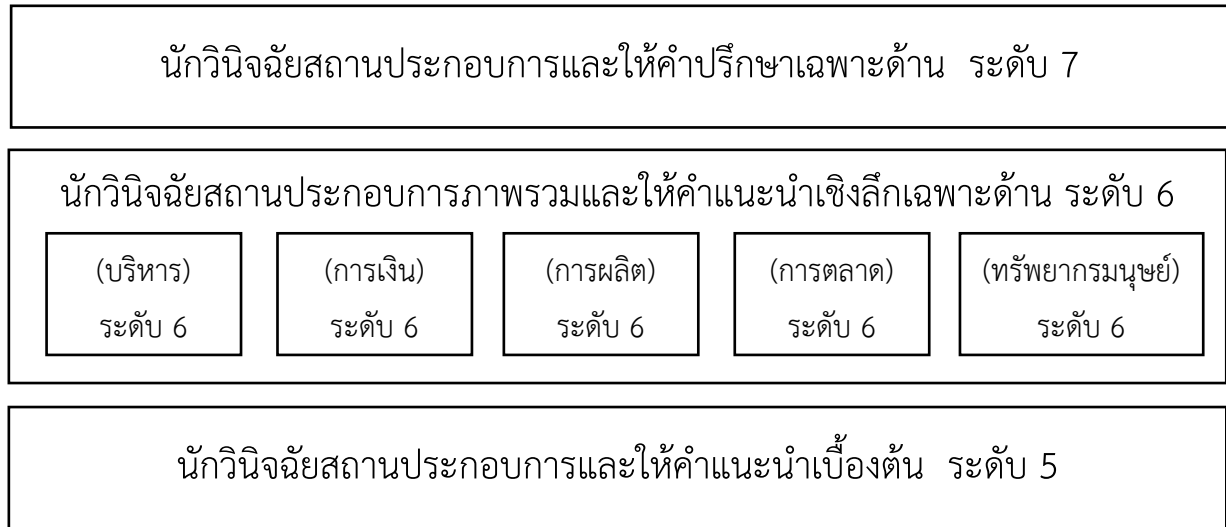 นักวินิจฉัยสถานประกอบการและให้คำปรึกษาเฉพาะด้าน ระดับ 7
นักวินิจฉัยสถานประกอบการภาพรวมและให้คำแนะนำเชิงลึกเฉพาะด้าน ระดับ 6
(บริหาร)
ระดับ 6
(การเงิน)
ระดับ 6
(การผลิต)
ระดับ 6
(การตลาด)
ระดับ 6
(ทรัพยากรมนุษย์)
ระดับ 6
นักวินิจฉัยสถานประกอบการและให้คำแนะนำเบื้องต้น ระดับ 5